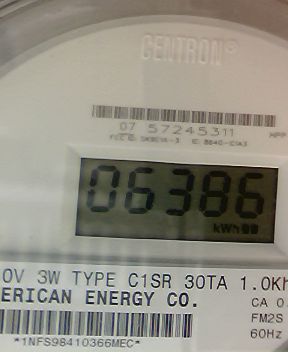 CENTRON®
07 57245311
06386
kWh
0V 3W TYPE C1SR 30TA 1.0Kh
ERICAN ENERGY CO.
CA 0.
FM2S
60Hz
*1NFS98410366MEC*